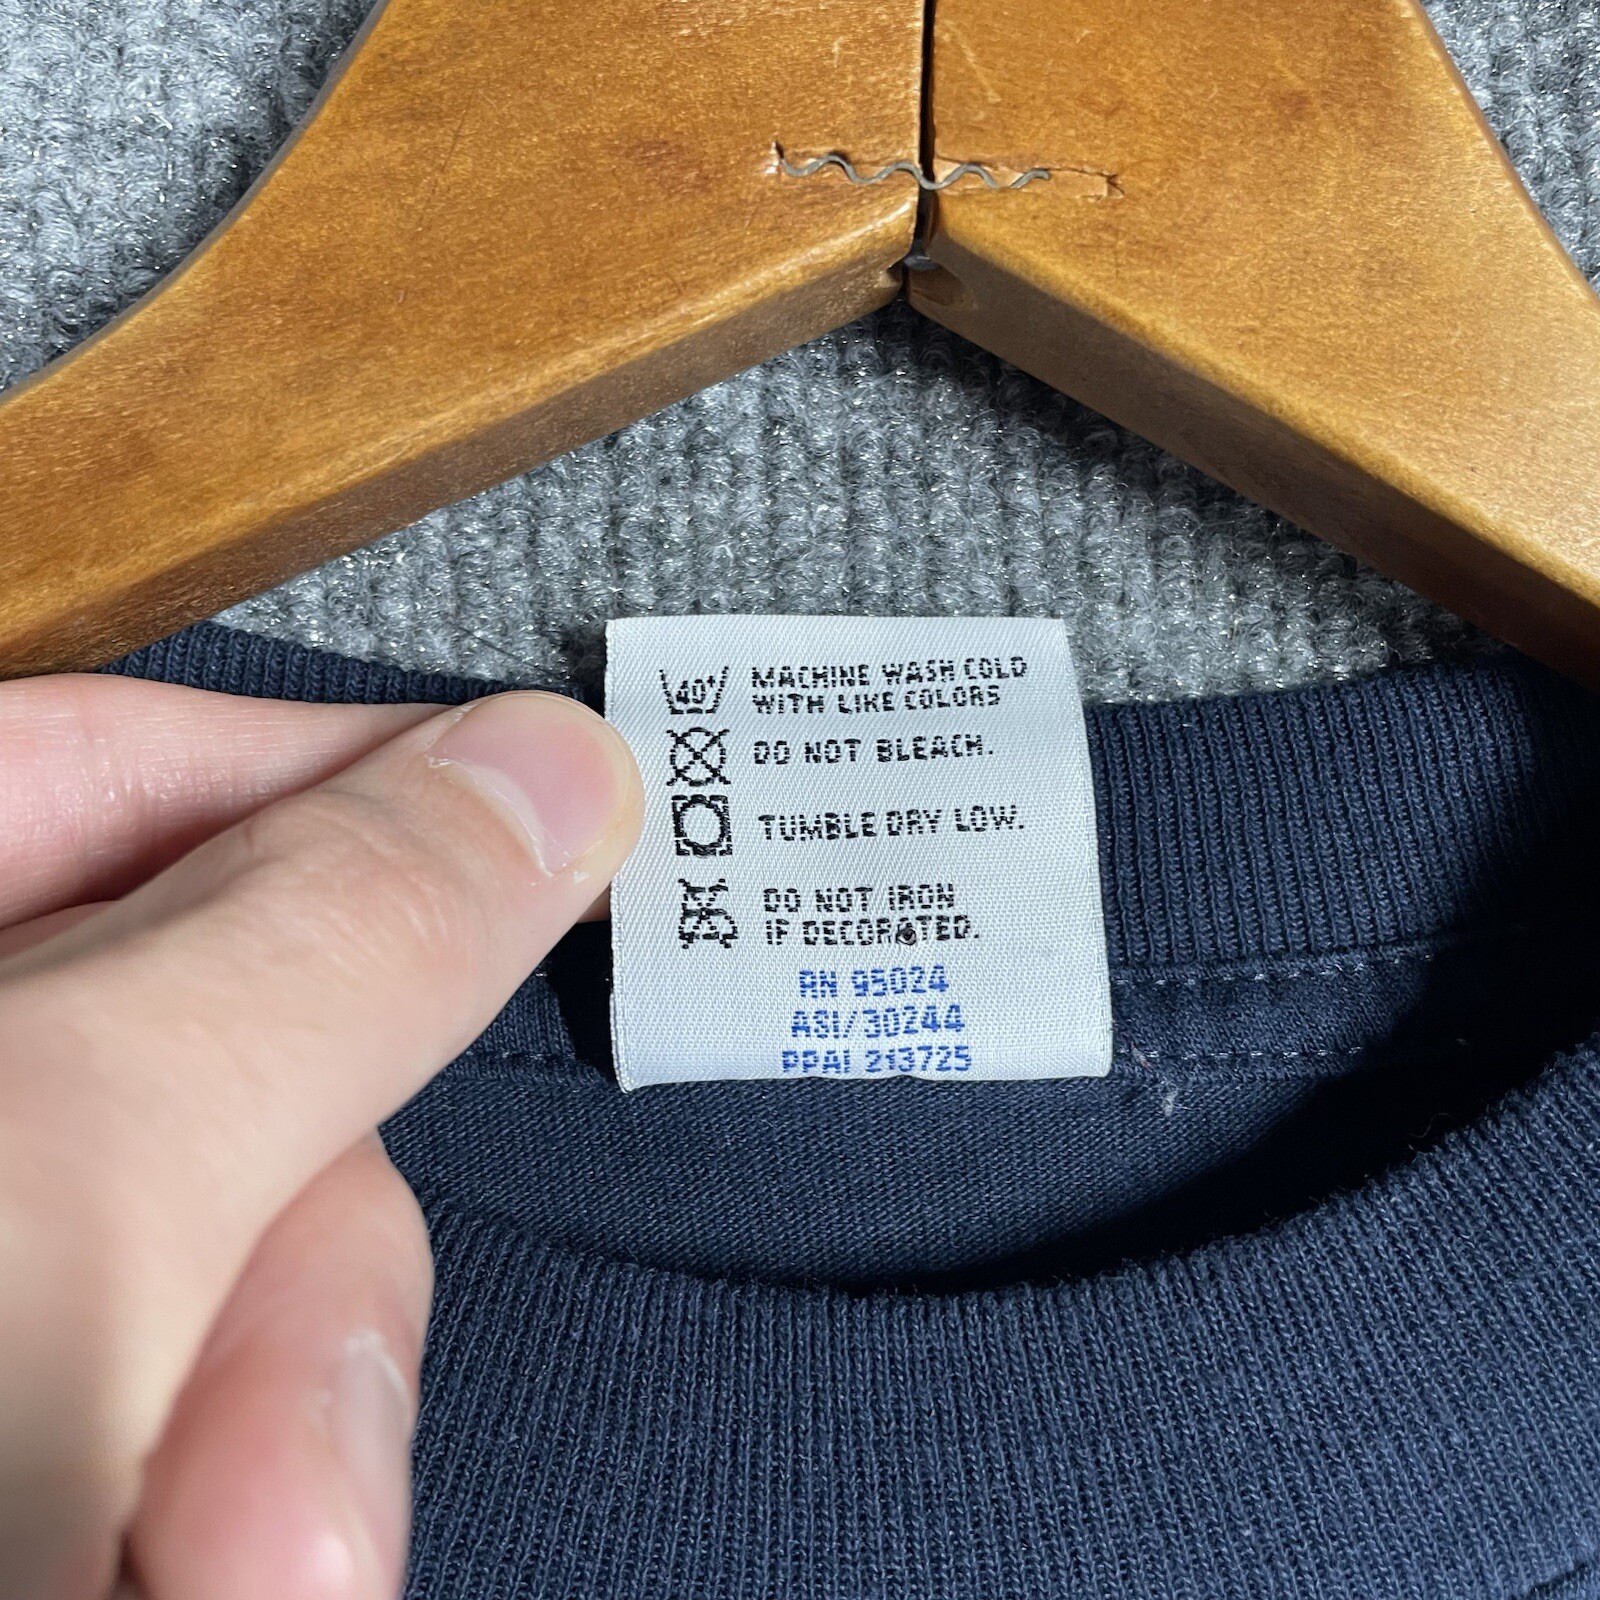 40° MACHINE WASH COLD
WITH LIKE COLORS
DO NOT BLEACH.
TUMBLE DRY LOW.
DO NOT IRON
IF DECORATED.
RN 95024
ASI/30244
PPAI 213725